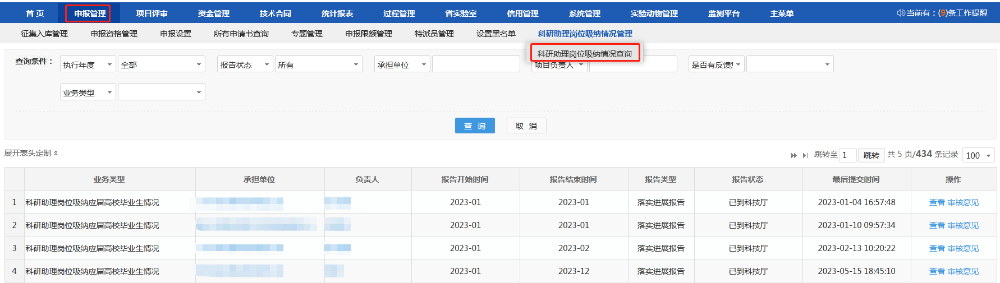 首 页 申报管理 项目评审 资金管理 技术合同 统计报表 过程管理 省实验室 信用管理 系统管理 实验动物管理 监测平台 主菜单 当前有：(9)条工作提醒
征集入库管理 申报资格管理 申报设置 所有申请书查询 专题管理 申报限额管理 特派员管理 设置黑名单 科研助理岗位吸纳情况管理
科研助理岗位吸纳情况查询
查询条件： 执行年度 全部 报告状态 所有 承担单位 项目负责人 是否有反馈
业务类型
查 询 取 消
展开表头定制 跳转至 1 跳转 共 5 页/434 条记录 100
业务类型 承担单位 负责人 报告开始时间 报告结束时间 报告类型 报告状态 最后提交时间 操作
1 科研助理岗位吸纳应届高校毕业生情况 2023-01 2023-01 落实进展报告 已到科技厅 2023-01-04 16:57:48 查看 审核意见
2 科研助理岗位吸纳应届高校毕业生情况 2023-01 2023-01 落实进展报告 已到科技厅 2023-01-10 09:57:34 查看 审核意见
3 科研助理岗位吸纳应届高校毕业生情况 2023-01 2023-02 落实进展报告 已到科技厅 2023-02-13 10:20:22 查看 审核意见
4 科研助理岗位吸纳应届高校毕业生情况 2023-01 2023-12 落实进展报告 已到科技厅 2023-05-15 18:45:10 查看 审核意见